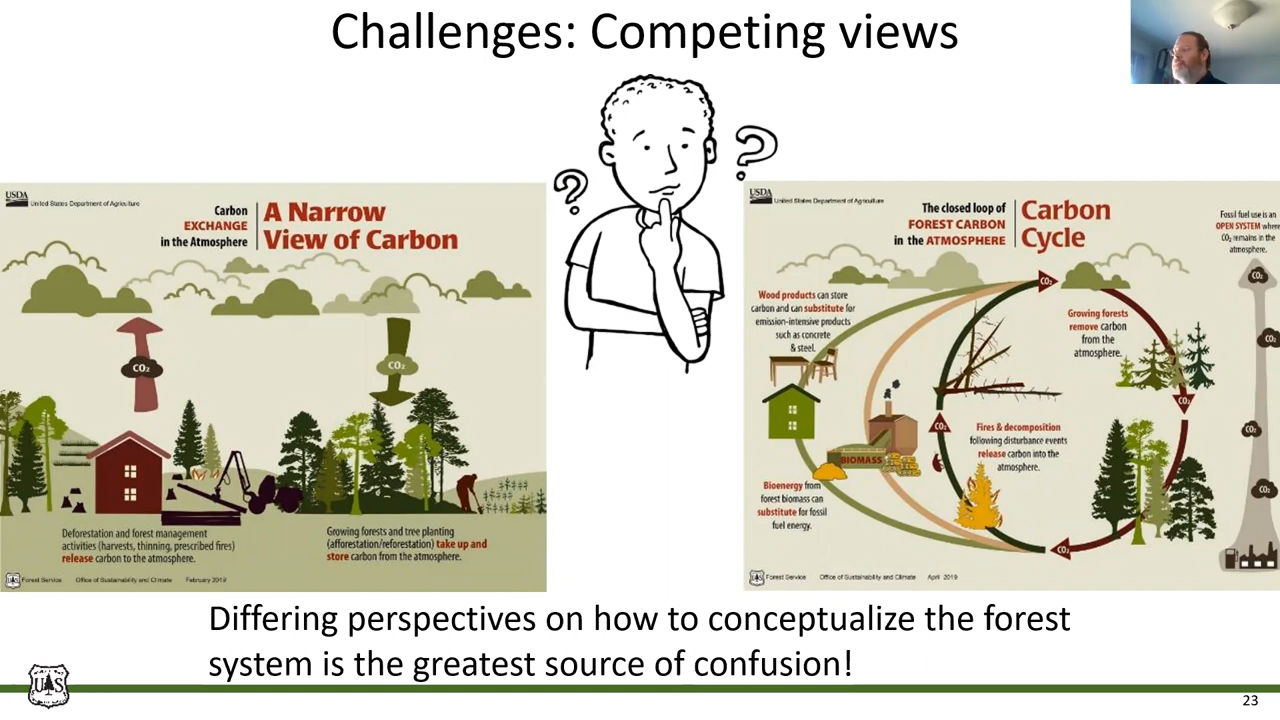 Challenges: Competing views
USDA
United States Department of Agriculture
Carbon
EXCHANGE
in the Atmosphere
A Narrow
View of Carbon
CO₂
CO₂
Deforestation and forest management
activities (harvests, thinning, prescribed fires)
release carbon to the atmosphere.
Growing forests and tree planting
(afforestation/reforestation) take up and
store carbon from the atmosphere.
Forest Service
Office of Sustainability and Climate
February 2019
USDA
United States Department of Agriculture
The closed loop of
FOREST CARBON
in the ATMOSPHERE
Carbon
Cycle
Fossil fuel use is an
OPEN SYSTEM where
CO₂ remains in the
atmosphere.
CO₂
CO₂
Wood products can store
carbon and can substitute for
emission-intensive products
such as concrete
& steel.
Growing forests
remove carbon
from the
atmosphere.
CO₂
CO₂
CO₂
CO₂
Fires & decomposition
following disturbance events
release carbon into the
atmosphere.
BIOMASS
Bioenergy from
forest biomass can
substitute for fossil
fuel energy.
CO₂
CO₂
Forest Service
Office of Sustainability and Climate
April 2019
Differing perspectives on how to conceptualize the forest
system is the greatest source of confusion!
U S
23